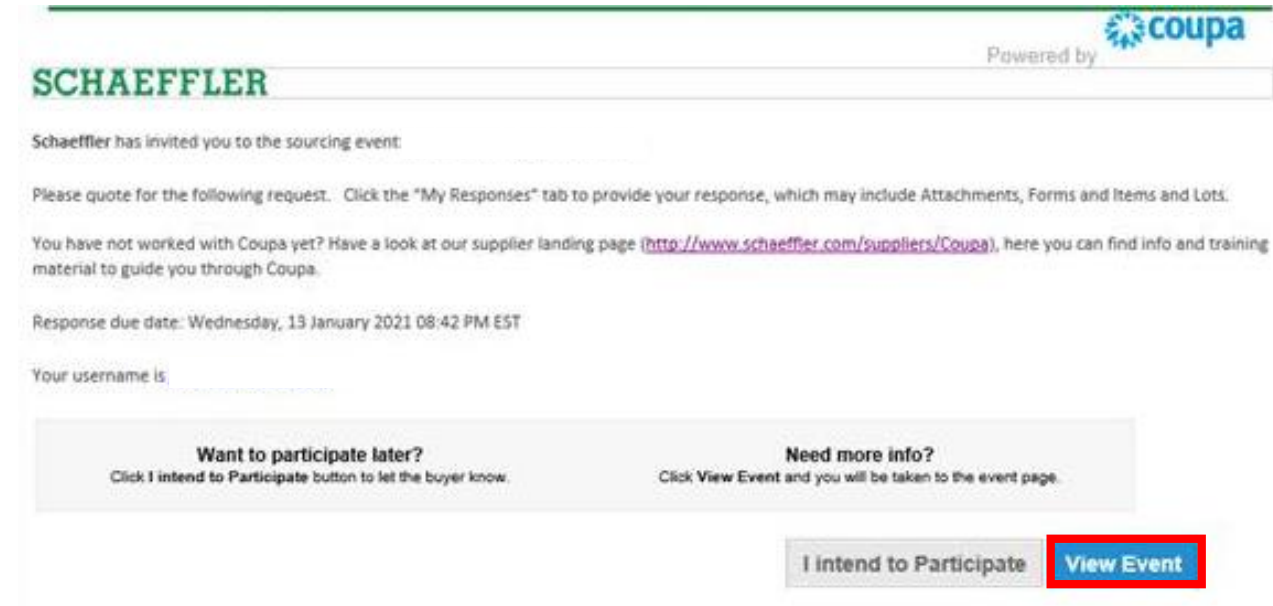 coupa
Powered by
SCHAEFFLER
Schaeffler has invited you to the sourcing event:
Please quote for the following request. Click the "My Responses" tab to provide your response, which may include Attachments, Forms and Items and Lots.
You have not worked with Coupa yet? Have a look at our supplier landing page (http://www.schaeffler.com/suppliers/Coupa), here you can find info and training
material to guide you through Coupa.
Response due date: Wednesday, 13 January 2021 08:42 PM EST
Your username is
Want to participate later?
Click I intend to Participate button to let the buyer know.
Need more info?
Click View Event and you will be taken to the event page.
I intend to Participate
View Event